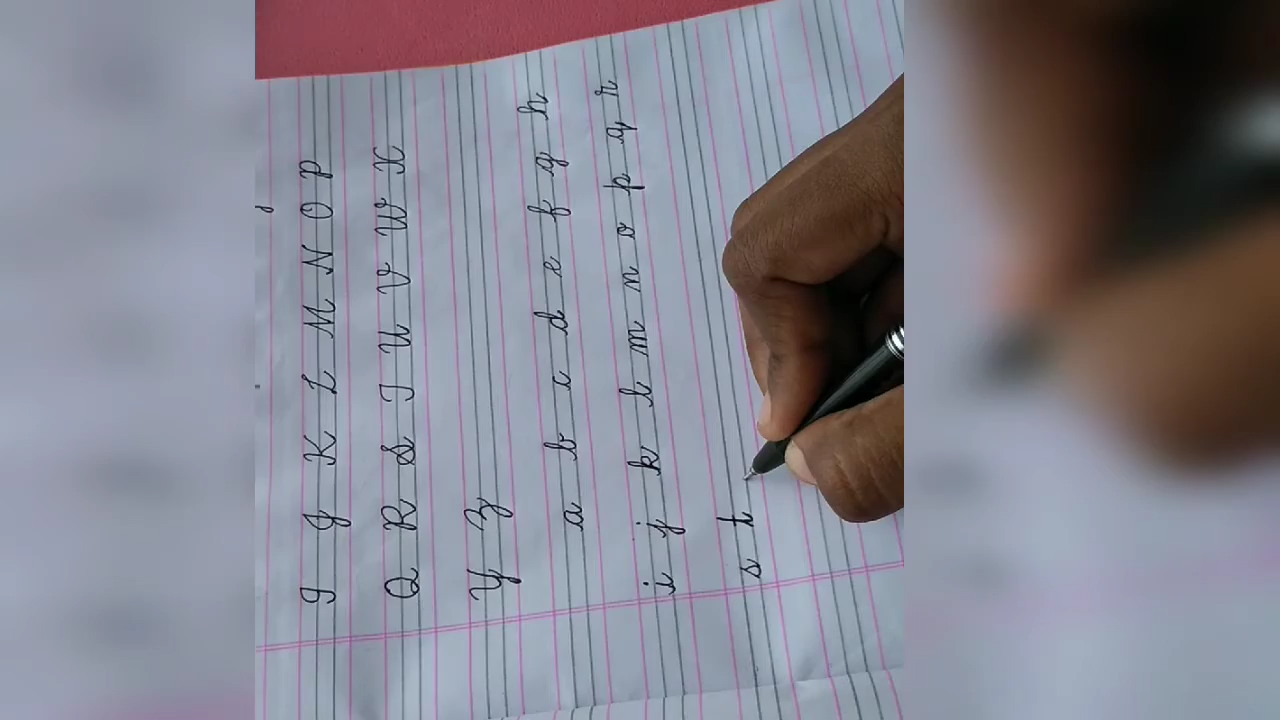 I J K L M N O P
Q R S T U V W X
Y Z
a b c d e f g h
i j k l m n o p q r
s t